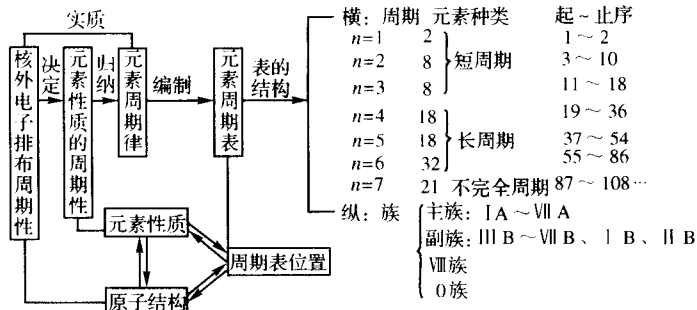 实质
核外电子排布周期性
决定
元素性质的周期性
归纳
元素周期律
编制
元素周期表
表的结构
元素性质
原子结构
周期表位置
横：周期 元素种类 起~止序
n=1 2 1~2
n=2 8 短周期 3~10
n=3 8 11~18
n=4 18 19~36
n=5 18 长周期 37~54
n=6 32 55~86
n=7 21 不完全周期 87~108…
纵：族 主族：ⅠA~ⅦA
副族：ⅢB~ⅦB、ⅠB、ⅡB
Ⅷ族
0族